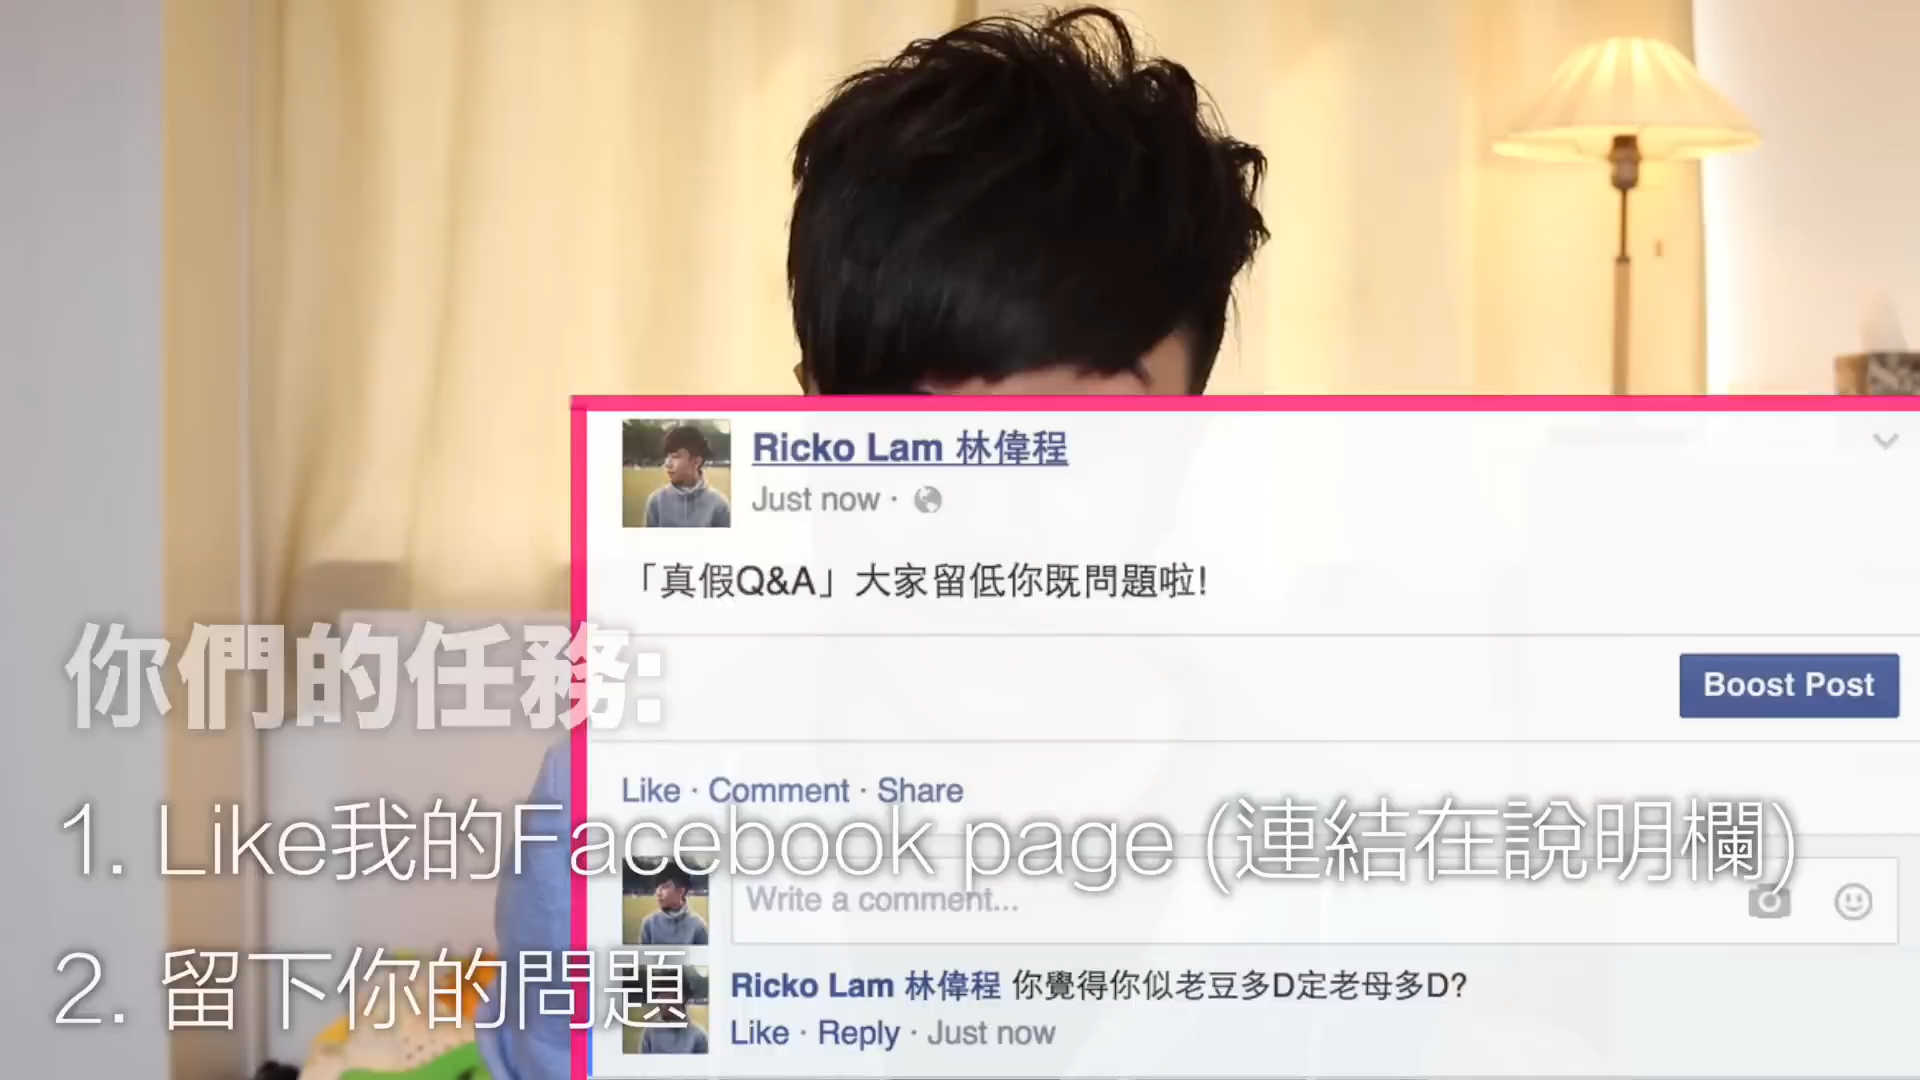 Ricko Lam 林偉程
Just now ·
「真假Q&A」大家留低你既問題啦!
Boost Post
你們的任務:
Like · Comment · Share
1. Like我的Facebook page (連結在說明欄)
Write a comment...
2. 留下你的問題
Ricko Lam 林偉程 你覺得你似老豆多D定老母多D?
Like · Reply · Just now